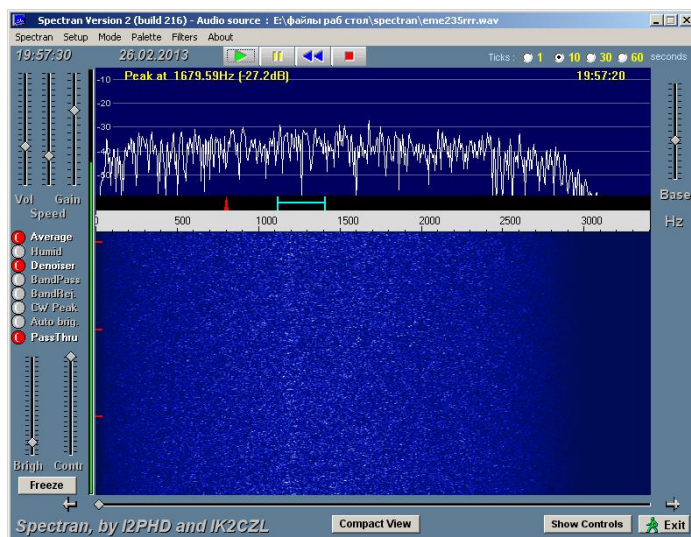 Spectran Version 2 (build 216) - Audio source : E:\файлы раб стол\spectran\eme235rrr.wav
Spectran Setup Mode Palette Filters About
19:57:30 26.02.2013 Ticks : 1 10 30 60 seconds
Peak at 1679.59Hz (-27.2dB) 19:57:20
-10
-20
-30
Vol Gain
Speed
Base
Hz
0 500 1000 1500 2000 2500 3000
Average
Humid
Denoiser
BandPass
BandRej.
CW Peak
Auto brig.
PassThru
Brigh Contr
Freeze
Spectran, by I2PHD and IK2CZL Compact View Show Controls Exit